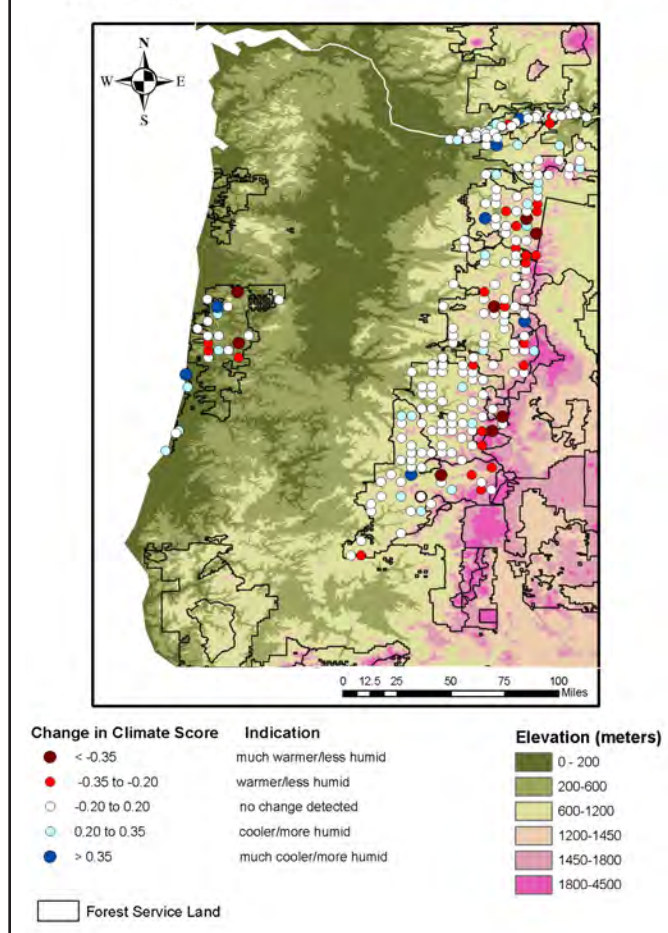 N
W E
S
0 12.5 25 50 75 100
Miles
Change in Climate Score Indication
< -0.35 much warmer/less humid
-0.35 to -0.20 warmer/less humid
-0.20 to 0.20 no change detected
0.20 to 0.35 cooler/more humid
> 0.35 much cooler/more humid
Forest Service Land
Elevation (meters)
0 - 200
200-600
600-1200
1200-1450
1450-1800
1800-4500